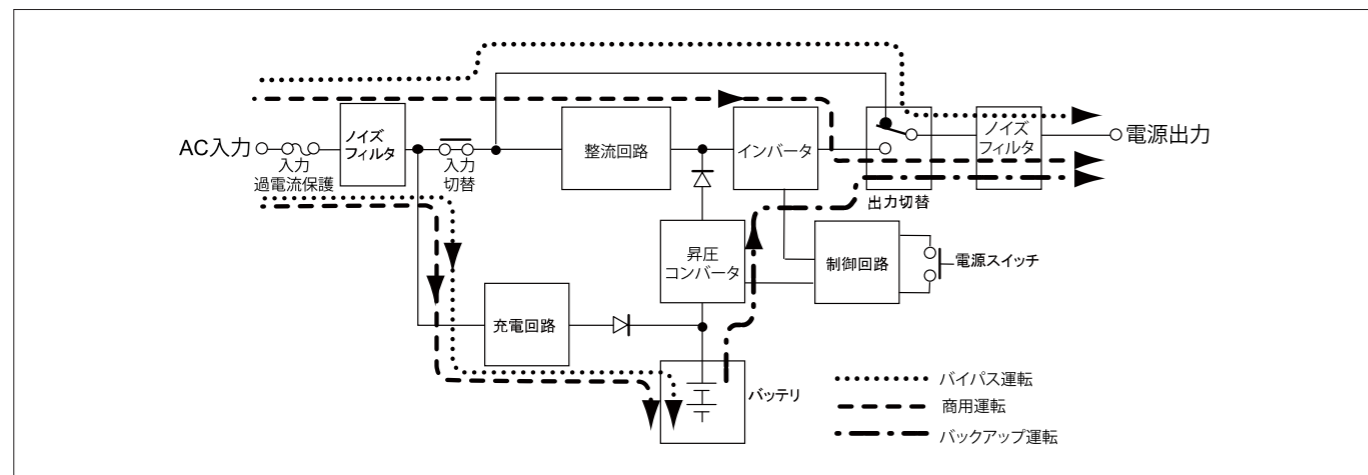 AC入力
入力
過電流保護
ノイズ
フィルタ
入力
切替
整流回路
インバータ
出力切替
ノイズ
フィルタ
電源出力
昇圧
コンバータ
制御回路
電源スイッチ
充電回路
バッテリ
バイパス運転
商用運転
バックアップ運転